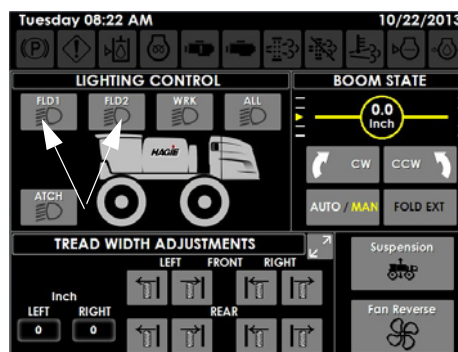 Tuesday 08:22 AM 10/22/2013
(P)
LIGHTING CONTROL
FLD1 FLD2 WRK ALL
HAGIE
ATCH
BOOM STATE
0.0
Inch
CW CCW
AUTO / MAN FOLD EXT
TREAD WIDTH ADJUSTMENTS
LEFT FRONT RIGHT
Inch
LEFT RIGHT
0 0
REAR
Suspension
Fan Reverse